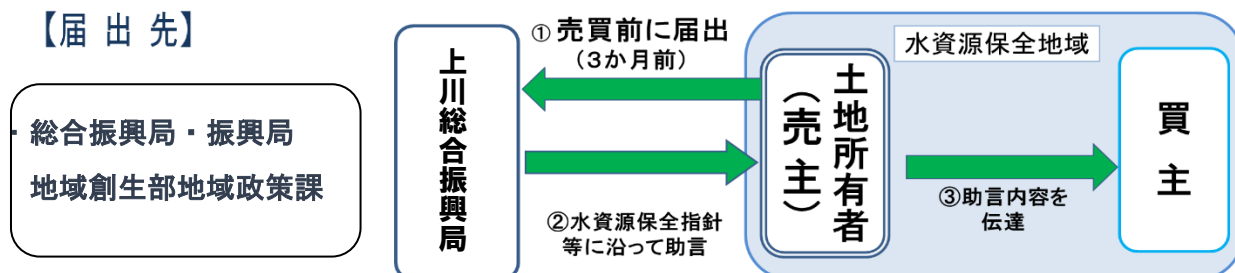 【届 出 先】
・総合振興局・振興局
地域創生部地域政策課
上川総合振興局
① 売買前に届出
（3か月前）
②水資源保全指針
等に沿って助言
水資源保全地域
土地所有者
（売主）
③助言内容を
伝達
買主